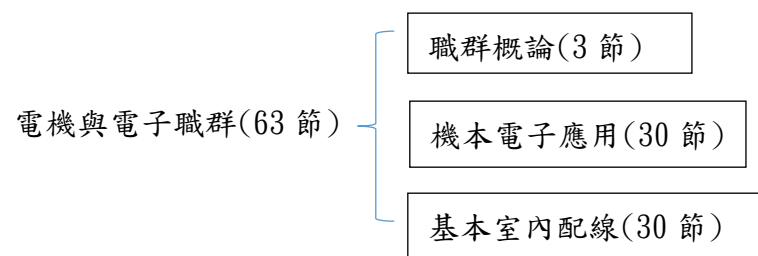 職群概論(3 節)
電機與電子職群(63 節)
機本電子應用(30 節)
基本室內配線(30 節)